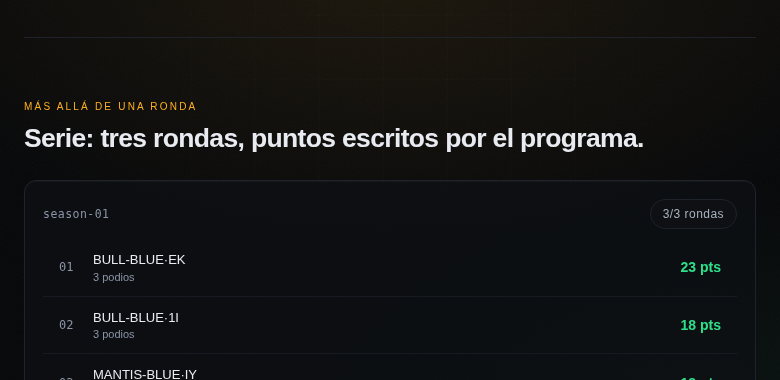 MÁS ALLÁ DE UNA RONDA
Serie: tres rondas, puntos escritos por el programa.
season-01
3/3 rondas
01
BULL-BLUE·EK
3 podios
23 pts
02
BULL-BLUE·1I
3 podios
18 pts
MANTIS-BLUE·IY